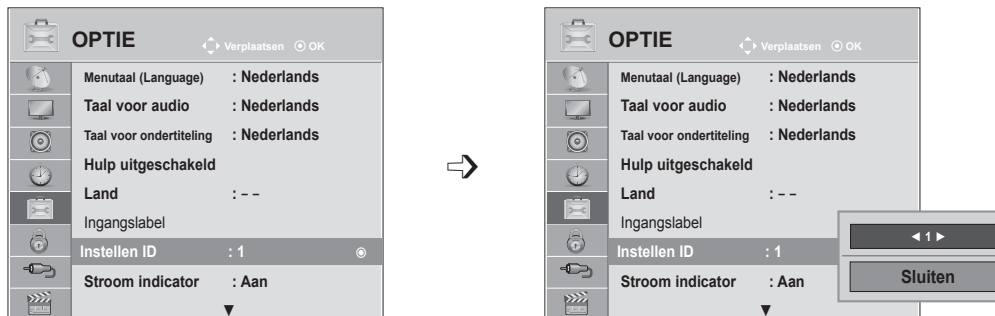 OPTIE
Verplaatsen OK
Menutaal (Language) : Nederlands
Taal voor audio : Nederlands
Taal voor ondertiteling : Nederlands
Hulp uitgeschakeld
Land : – –
Ingangslabel
Instellen ID : 1
Stroom indicator : Aan
▼
OPTIE
Verplaatsen OK
Menutaal (Language) : Nederlands
Taal voor audio : Nederlands
Taal voor ondertiteling : Nederlands
Hulp uitgeschakeld
Land : – –
Ingangslabel
Instellen ID : 1
Stroom indicator : Aan
▼
◄ 1 ►
Sluiten